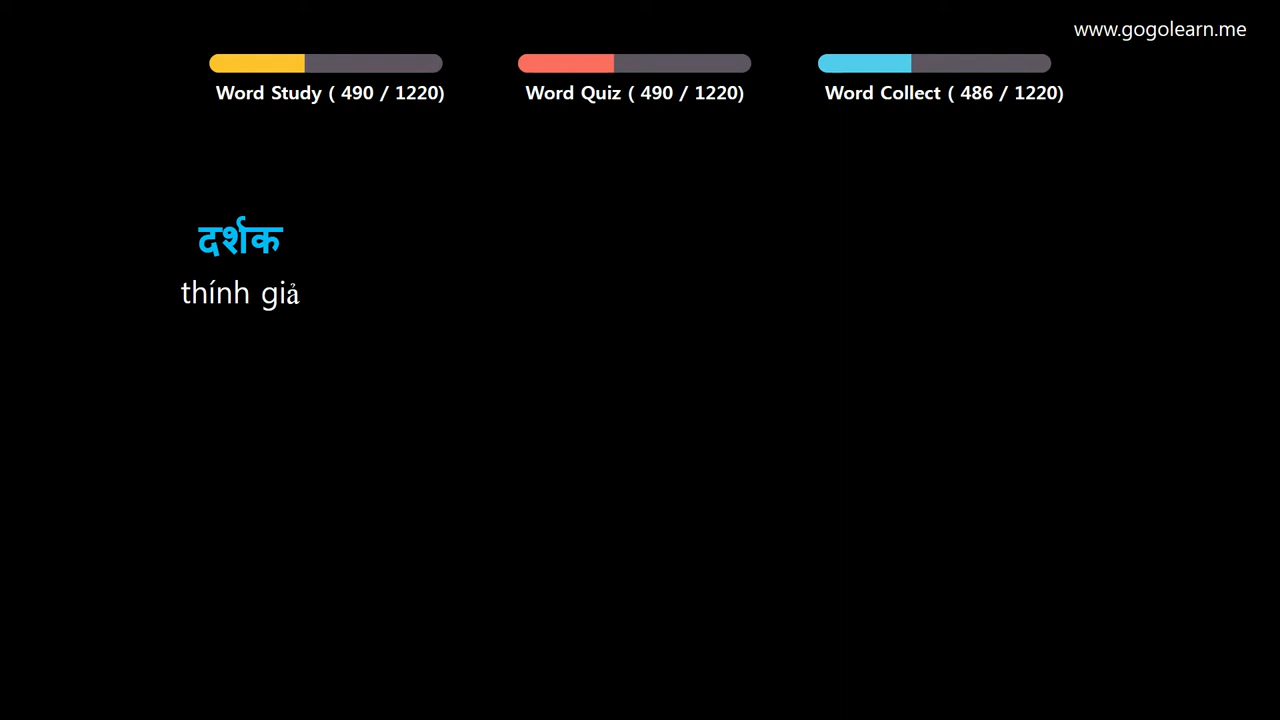 www.gogolearn.me
Word Study ( 490 / 1220)
Word Quiz ( 490 / 1220)
Word Collect ( 486 / 1220)
दर्शक
thính giả